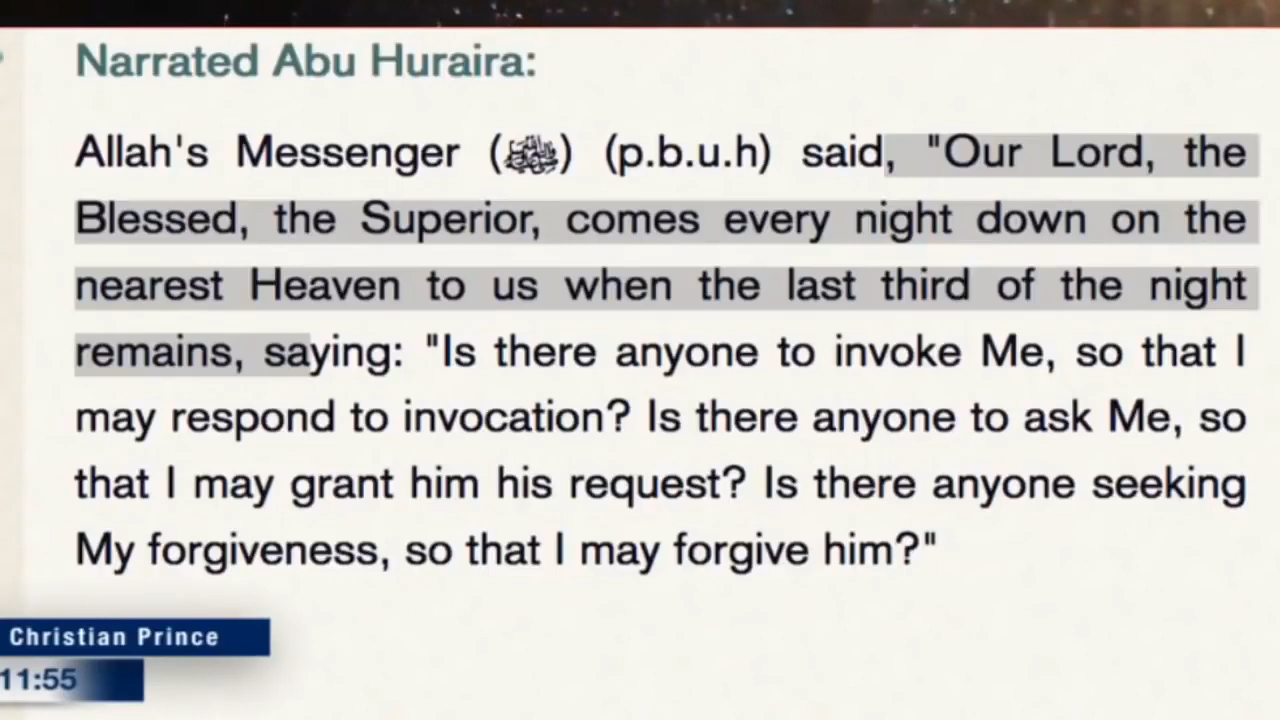 Narrated Abu Huraira:
Allah's Messenger (ﷺ) (p.b.u.h) said, "Our Lord, the
Blessed, the Superior, comes every night down on the
nearest Heaven to us when the last third of the night
remains, saying: "Is there anyone to invoke Me, so that I
may respond to invocation? Is there anyone to ask Me, so
that I may grant him his request? Is there anyone seeking
My forgiveness, so that I may forgive him?"
Christian Prince
11:55